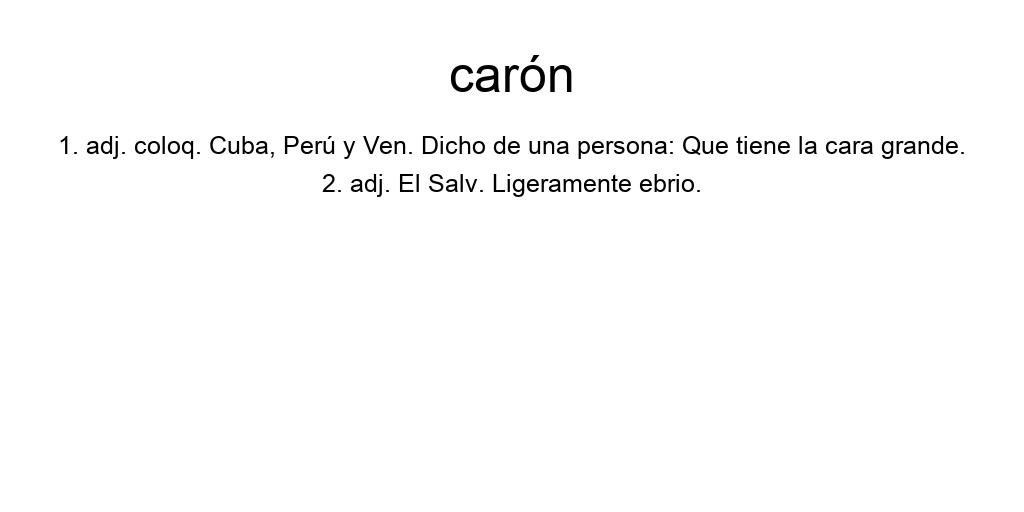 carón
1. adj. coloq. Cuba, Perú y Ven. Dicho de una persona: Que tiene la cara grande.
2. adj. El Salv. Ligeramente ebrio.